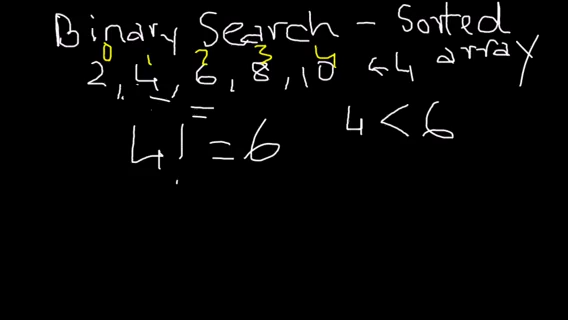 Binary Search - Sorted array
0 1 2 3 4
2, 4, 6, 8, 10 ← 4
4 < 6
4 != 6